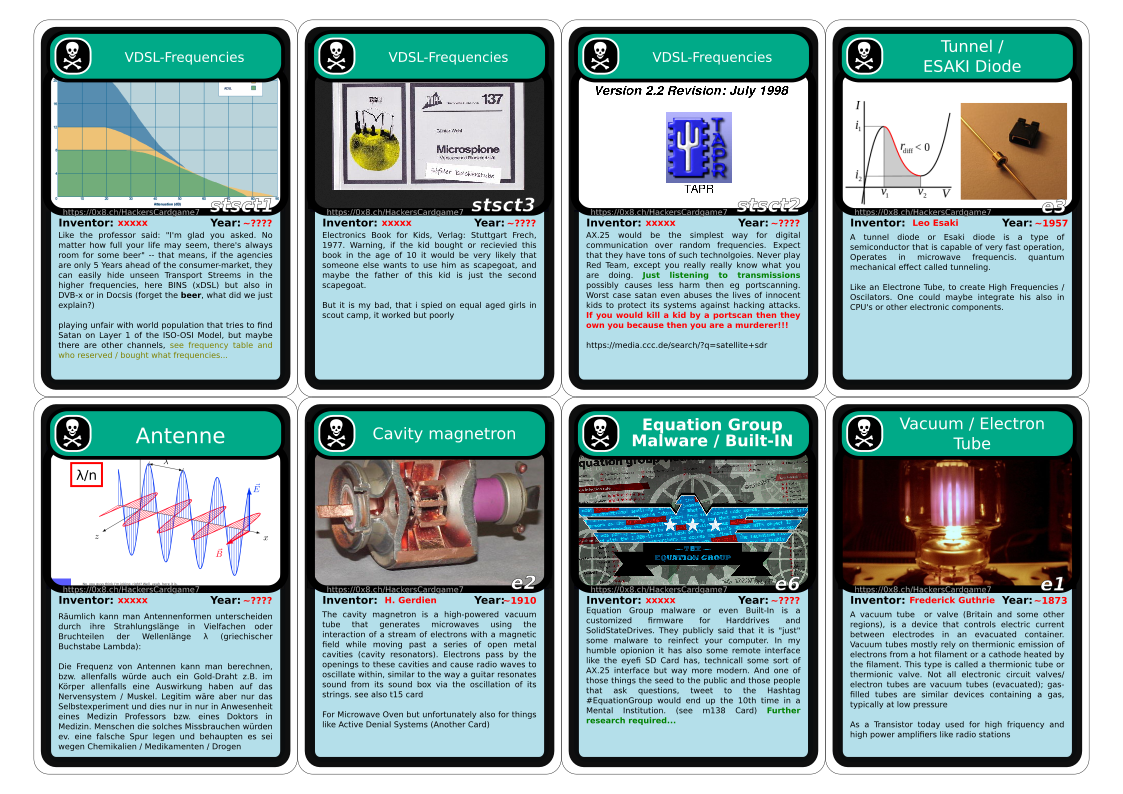 VDSL-Frequencies
xDSL
Attenuation (dB)
stsct1
https://0x8.ch/HackersCardgame7
Inventor: xxxxx Year: ~????
Like the professor said: "I'm glad you asked. No
matter how full your life may seem, there's always
room for some beer" -- that means, if the agencies
are only 5 Years ahead of the consumer-market, they
can easily hide unseen Transport Streems in the
higher frequencies, here BINS (xDSL) but also in
DVB-x or in Docsis (forget the beer, what did we just
explain?)
playing unfair with world population that tries to find
Satan on Layer 1 of the ISO-OSI Model, but maybe
there are other channels, see frequency table and
who reserved / bought what frequencies...
VDSL-Frequencies
137
Microspione
stsct3
https://0x8.ch/HackersCardgame7
Inventor: xxxxx Year: ~????
Electronics Book for Kids, Verlag: Stuttgart Frech,
1977. Warning, if the kid bought or recievied this
book in the age of 10 it would be very likely that
someone else wants to use him as scapegoat, and
maybe the father of this kid is just the second
scapegoat.
But it is my bad, that i spied on equal aged girls in
scout camp, it worked but poorly
VDSL-Frequencies
Version 2.2 Revision: July 1998
TAPR
TAPR
stsct2
https://0x8.ch/HackersCardgame7
Inventor: xxxxx Year: ~????
AX.25 would be the simplest way for digital
communication over random frequencies. Expect
that they have tons of such technolgoies. Never play
Red Team, except you really really know what you
are doing. Just listening to transmissions
possibly causes less harm then eg portscanning.
Worst case satan even abuses the lives of innocent
kids to protect its systems against hacking attacks.
If you would kill a kid by a portscan then they
own you because then you are a murderer!!!
https://media.ccc.de/search/?q=satellite+sdr
Tunnel /
ESAKI Diode
I
i1
rdiff < 0
i2
v1 v2 V
e3
https://0x8.ch/HackersCardgame7
Inventor: Leo Esaki Year: ~1957
A tunnel diode or Esaki diode is a type of
semiconductor that is capable of very fast operation,
Operates in microwave frequencis. quantum
mechanical effect called tunneling.
Like an Electrone Tube, to create High Frequencies /
Oscilators. One could maybe integrate his also in
CPU's or other electronic components.
Antenne
λ/n
λ
E
z
x
B
https://0x8.ch/HackersCardgame7
Inventor: xxxxx Year: ~????
Räumlich kann man Antennenformen unterscheiden
durch ihre Strahlungslänge in Vielfachen oder
Bruchteilen der Wellenlänge λ (griechischer
Buchstabe Lambda):
Die Frequenz von Antennen kann man berechnen,
bzw. allenfalls würde auch ein Gold-Draht z.B. im
Körper allenfalls eine Auswirkung haben auf das
Nervensystem / Muskel. Legitim wäre aber nur das
Selbstexperiment und dies nur in nur in Anwesenheit
eines Medizin Professors bzw. eines Doktors in
Medizin. Menschen die solches Missbrauchen würden
ev. eine falsche Spur legen und behaupten es sei
wegen Chemikalien / Medikamenten / Drogen
Cavity magnetron
e2
https://0x8.ch/HackersCardgame7
Inventor: H. Gerdien Year:~1910
The cavity magnetron is a high-powered vacuum
tube that generates microwaves using the
interaction of a stream of electrons with a magnetic
field while moving past a series of open metal
cavities (cavity resonators). Electrons pass by the
openings to these cavities and cause radio waves to
oscillate within, similar to the way a guitar resonates
sound from its sound box via the oscillation of its
strings. see also t15 card
For Microwave Oven but unfortunately also for things
like Active Denial Systems (Another Card)
Equation Group
Malware / Built-IN
equation group
THE
EQUATION GROUP
e6
https://0x8.ch/HackersCardgame7
Inventor: xxxxx Year: ~????
Equation Group malware or even Built-In is a
customized firmware for Harddrives and
SolidStateDrives. They publicly said that it is "just"
some malware to reinfect your computer. In my
humble opionion it has also some remote interface
like the eyefi SD Card has, technicall some sort of
AX.25 interface but way more modern. And one of
those things the seed to the public and those people
that ask questions, tweet to the Hashtag
#EquationGroup would end up the 10th time in a
Mental Institution. (see m138 Card) Further
research required...
Vacuum / Electron
Tube
e1
https://0x8.ch/HackersCardgame7
Inventor: Frederick Guthrie Year: ~1873
A vacuum tube or valve (Britain and some other
regions), is a device that controls electric current
between electrodes in an evacuated container.
Vacuum tubes mostly rely on thermionic emission of
electrons from a hot filament or a cathode heated by
the filament. This type is called a thermionic tube or
thermionic valve. Not all electronic circuit valves/
electron tubes are vacuum tubes (evacuated); gas-
filled tubes are similar devices containing a gas,
typically at low pressure
As a Transistor today used for high friquency and
high power amplifiers like radio stations